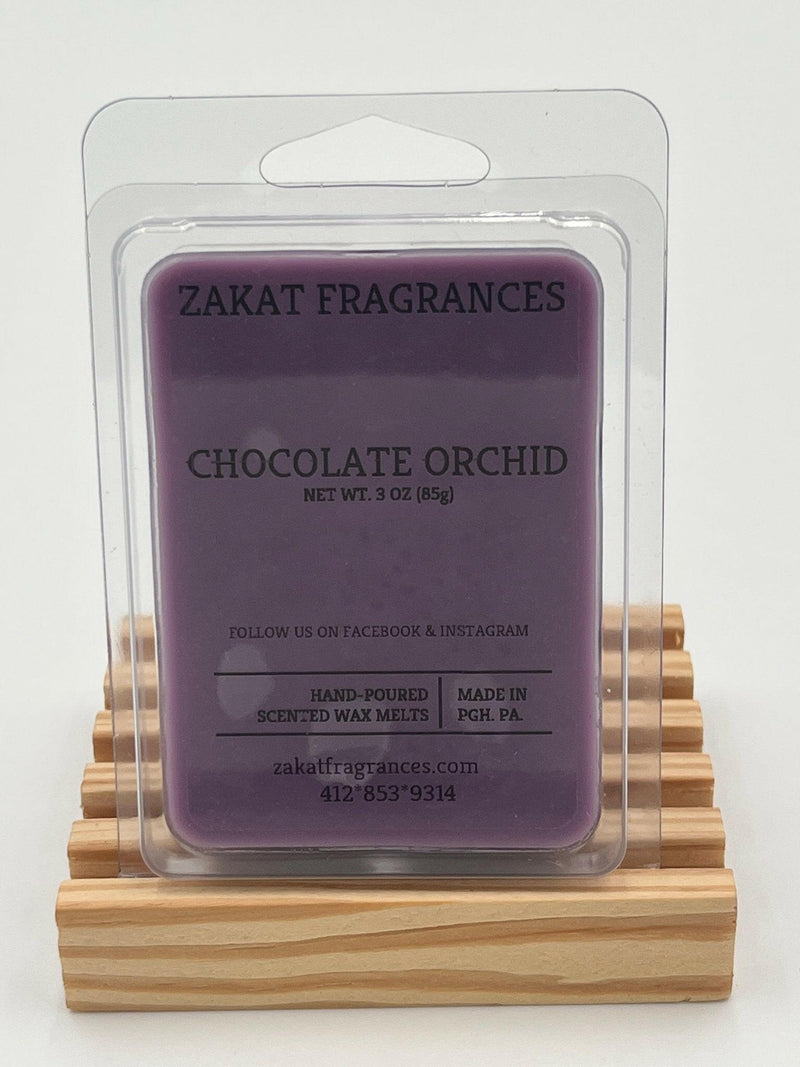 ZAKAT FRAGRANCES
CHOCOLATE ORCHID
NET WT. 3 OZ (85g)
FOLLOW US ON FACEBOOK & INSTAGRAM
HAND-POURED
SCENTED WAX MELTS
MADE IN
PGH. PA.
zakatfragrances.com
412*853*9314